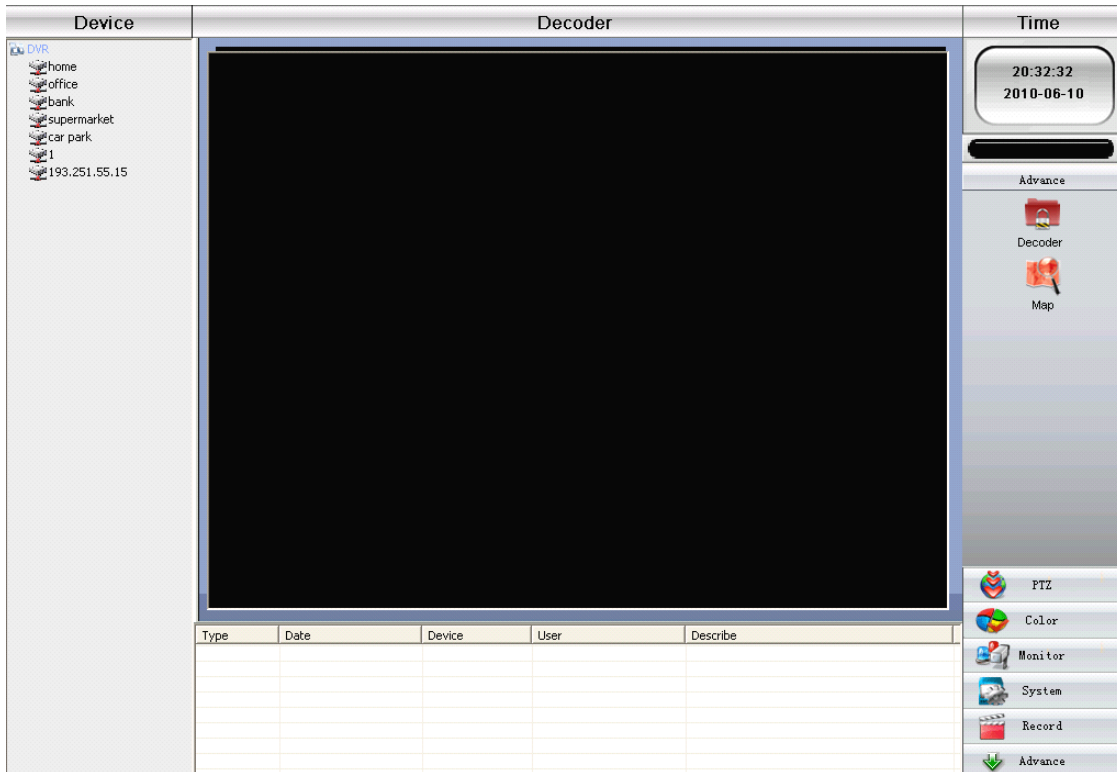 Device Decoder Time
DVR
home
office
bank
supermarket
car park
1
193.251.55.15
20:32:32
2010-06-10
Advance
Decoder
Map
PTZ
Color
Monitor
System
Record
Advance
Type Date Device User Describe